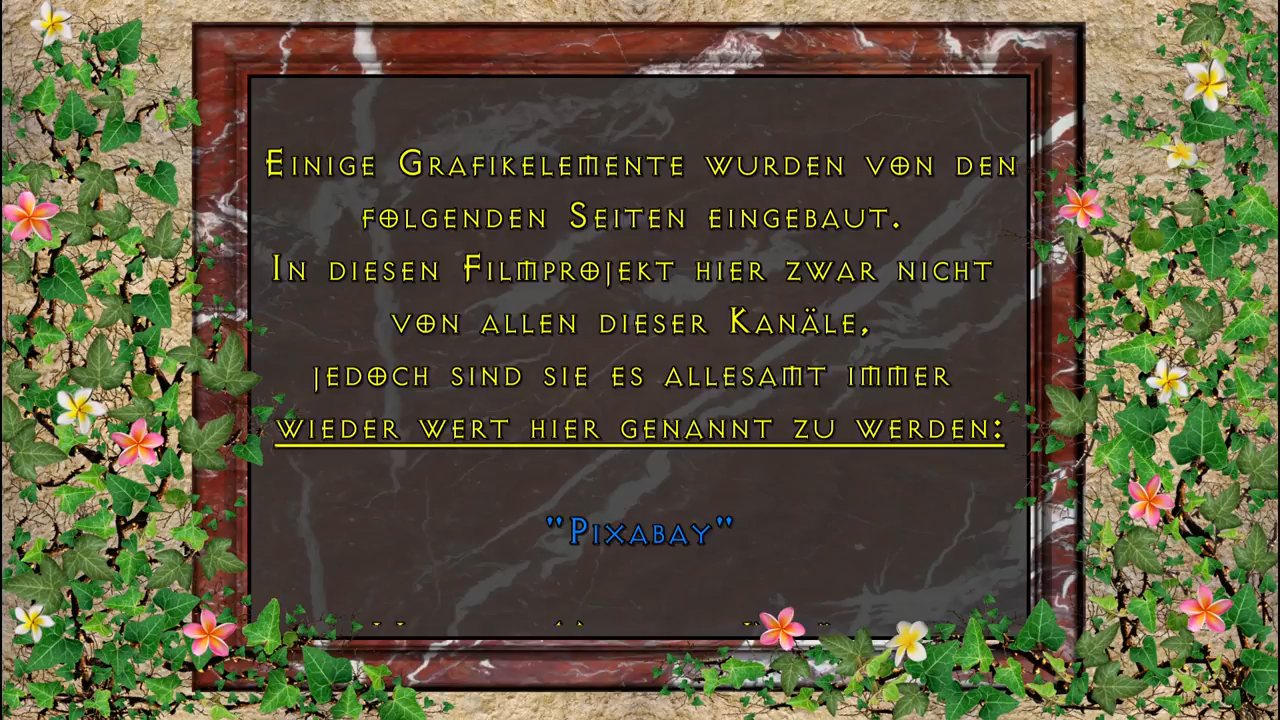 Einige Grafikelemente wurden von den
folgenden Seiten eingebaut.
In diesen Filmprojekt hier zwar nicht
von allen dieser Kanäle,
jedoch sind sie es allesamt immer
wieder wert hier genannt zu werden:
"Pixabay"